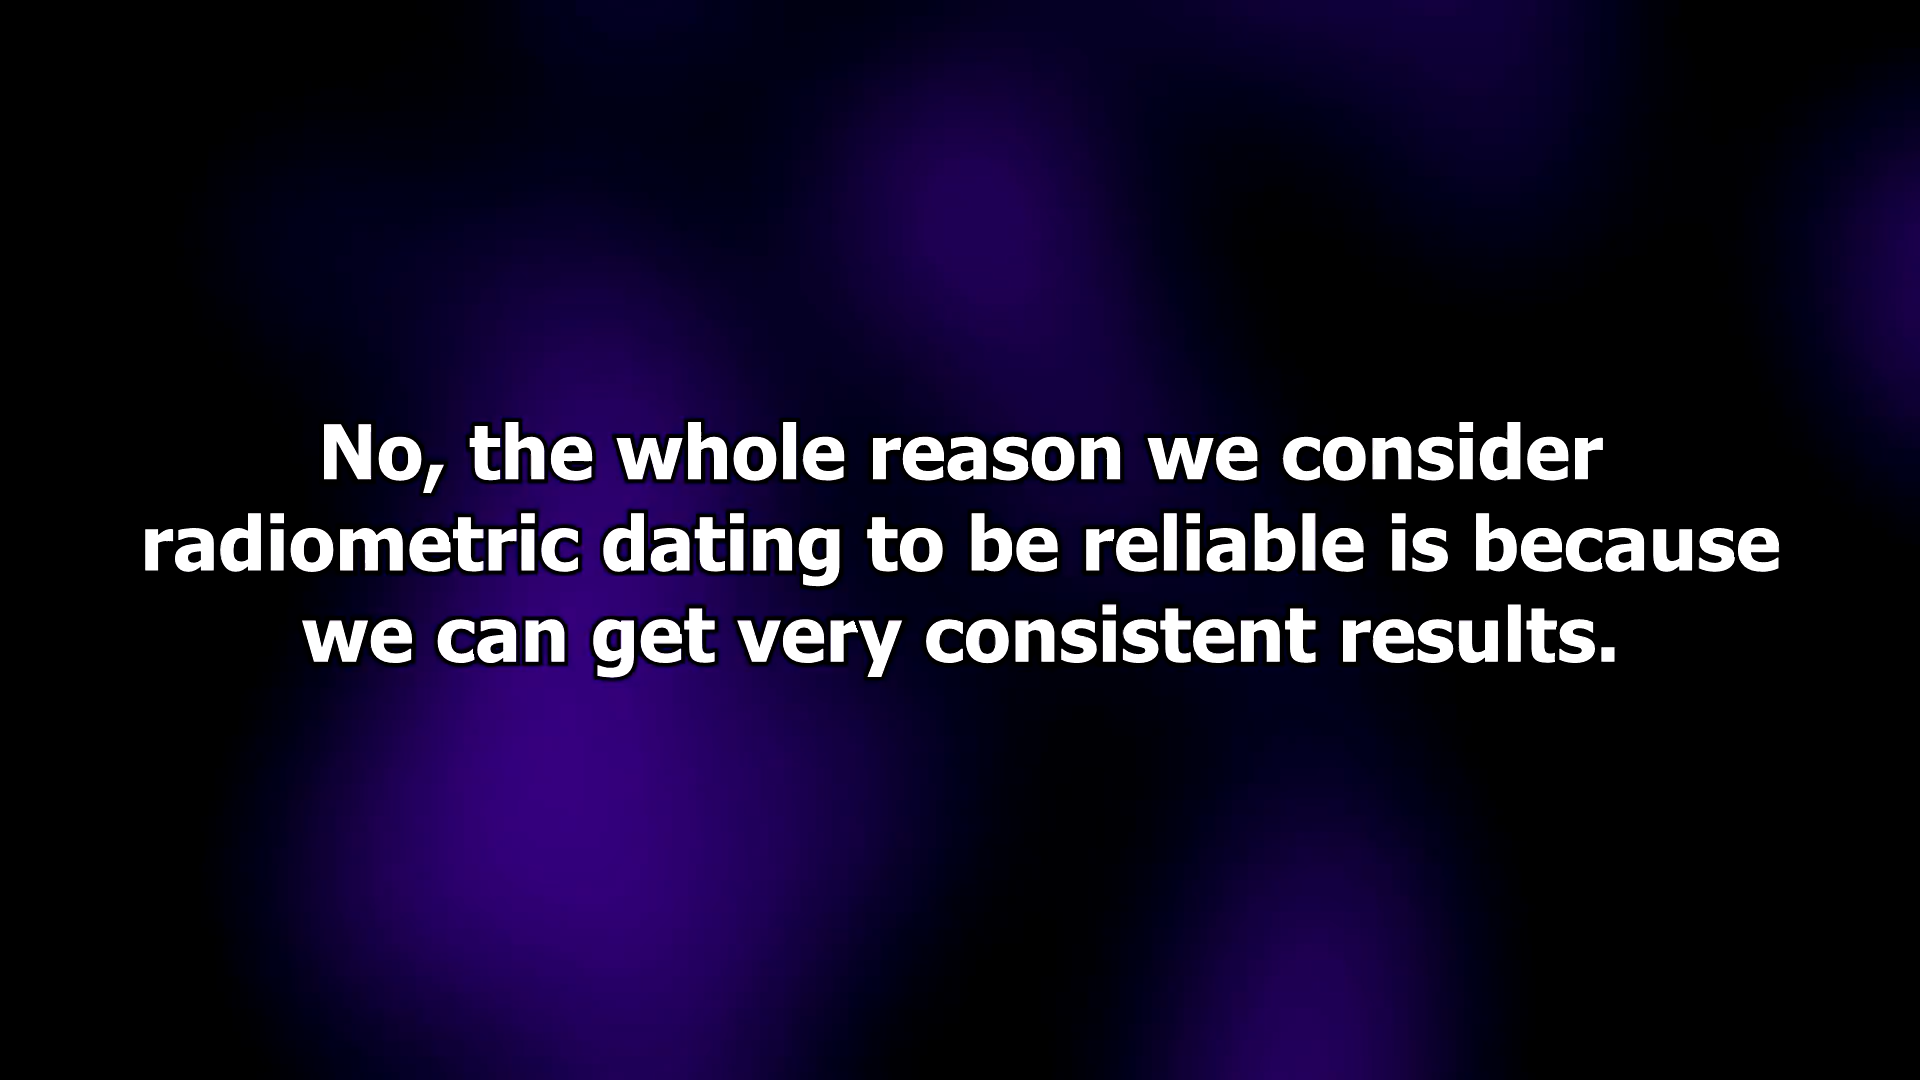 No, the whole reason we consider
radiometric dating to be reliable is because
we can get very consistent results.